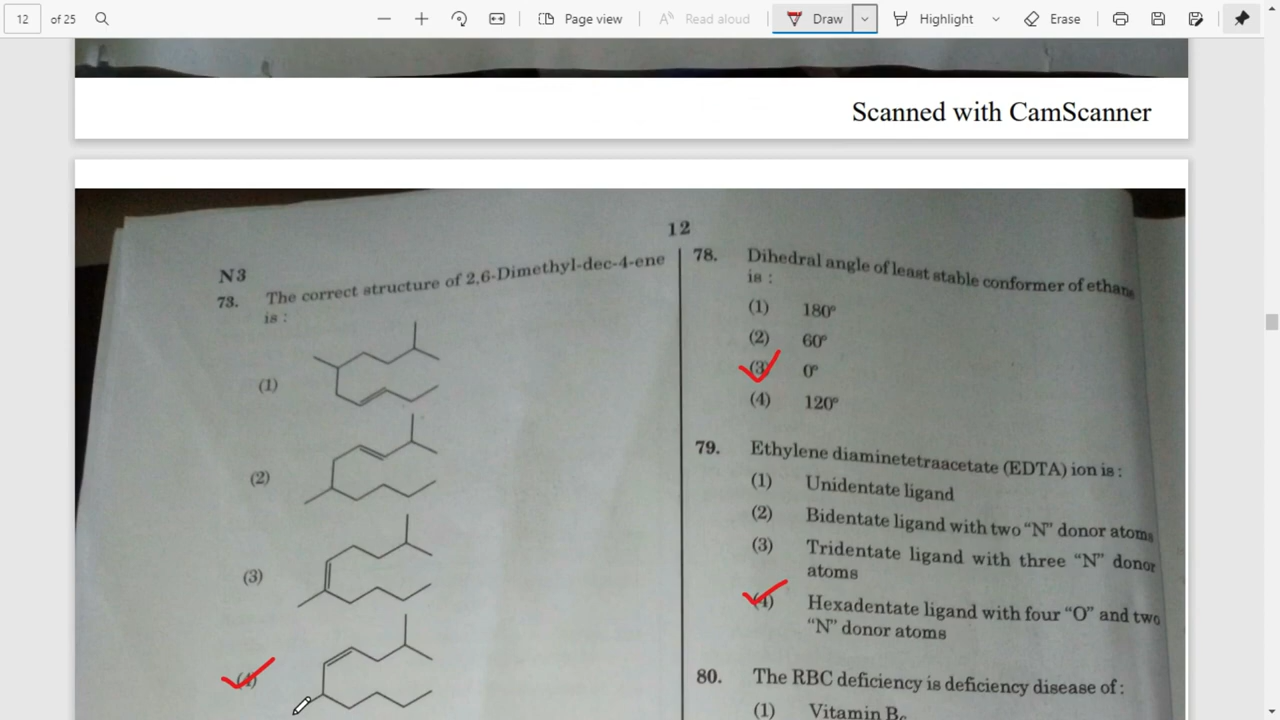 12
of 25
Page view
Read aloud
Draw
Highlight
Erase
Scanned with CamScanner
12
N3
73. The correct structure of 2,6-Dimethyl-dec-4-ene
is :
(1)
(2)
(3)
(4)
78. Dihedral angle of least stable conformer of ethane
is :
(1) 180°
(2) 60°
(3) 0°
(4) 120°
79. Ethylene diaminetetraacetate (EDTA) ion is :
(1) Unidentate ligand
(2) Bidentate ligand with two “N” donor atoms
(3) Tridentate ligand with three “N” donor
atoms
(4) Hexadentate ligand with four “O” and two
“N” donor atoms
80. The RBC deficiency is deficiency disease of :
(1) Vitamin B